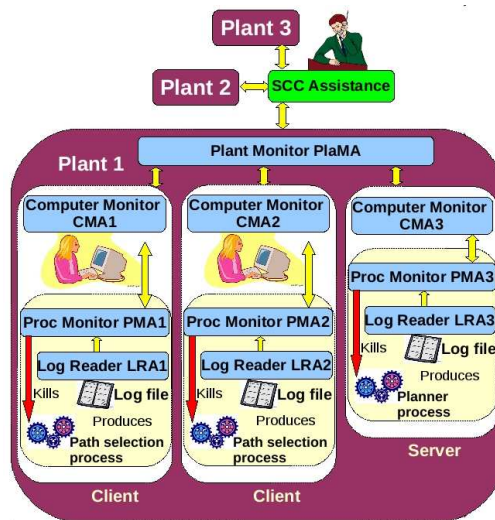 Plant 3
Plant 2
SCC Assistance
Plant 1
Plant Monitor PlaMA
Computer Monitor
CMA1
Proc Monitor PMA1
Log Reader LRA1
Kills
Log file
Produces
Path selection
process
Client
Computer Monitor
CMA2
Proc Monitor PMA2
Log Reader LRA2
Kills
Log file
Produces
Path selection
process
Client
Computer Monitor
CMA3
Proc Monitor PMA3
Log Reader LRA3
Kills
Log file
Produces
Planner
process
Server